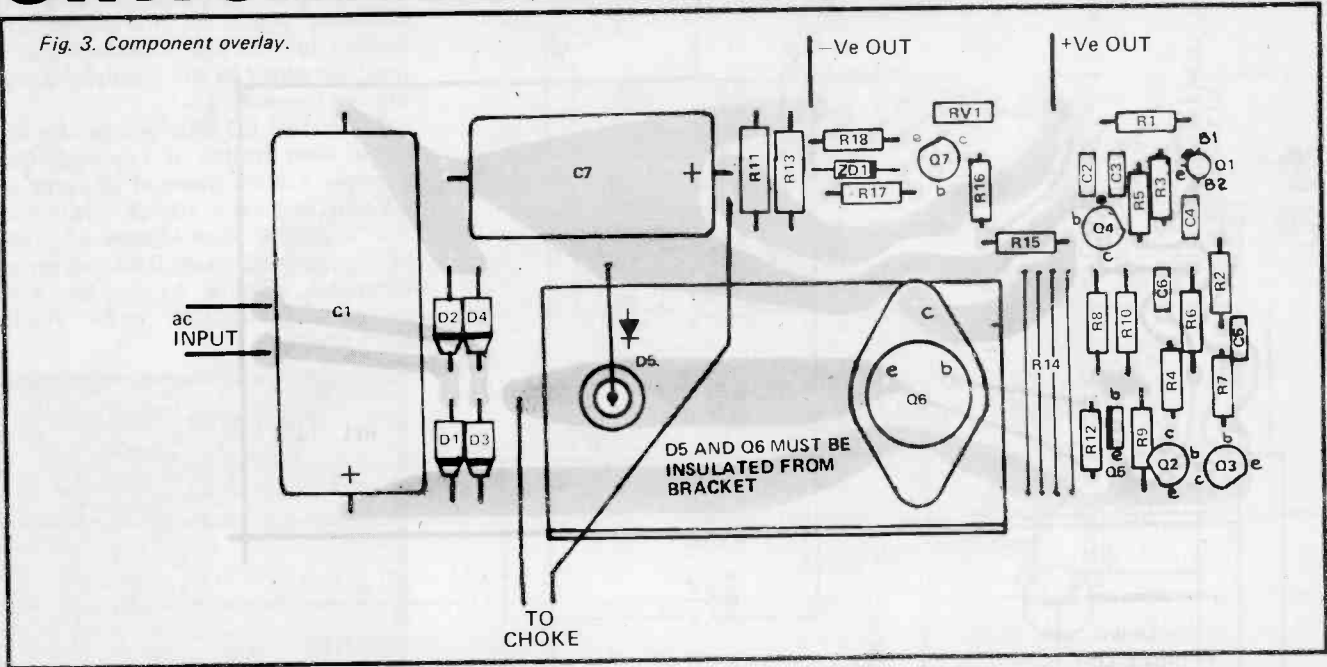 Fig. 3. Component overlay.
–Ve OUT
+Ve OUT
RV1
R1
B1
R18
e
c
Q7
ZD1
b
R17
R11
R13
C7
+
R16
C2
C3
R5
R3
e
Q1
B2
C4
b
Q4
c
R15
ac
INPUT
C1
D2
D4
D5.
c
e
b
Q6
R14
R8
R10
C6
R6
R2
C5
R4
R7
D1
D3
D5 AND Q6 MUST BE
INSULATED FROM
BRACKET
R12
b
e
Q5
R9
c
b
Q2
e
b
Q3
e
c
+
TO
CHOKE